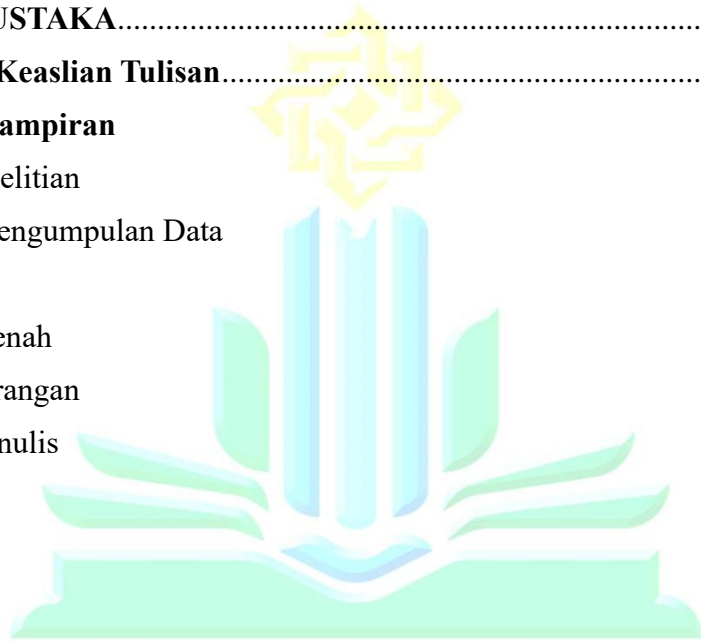 USTAKA........................................................................
Keaslian Tulisan............................................................
ampiran
elitian
engumpulan Data
enah
rangan
nulis